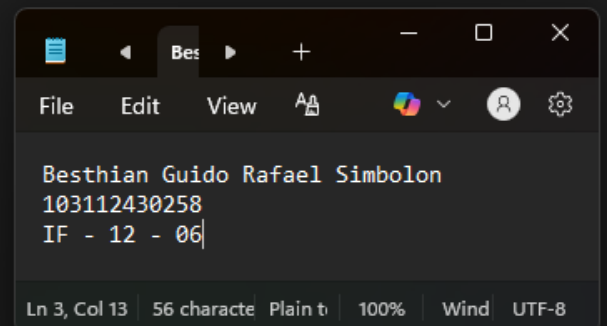 Bes
File Edit View
Besthian Guido Rafael Simbolon
103112430258
IF - 12 - 06
Ln 3, Col 13 56 characte Plain t 100% Wind UTF-8